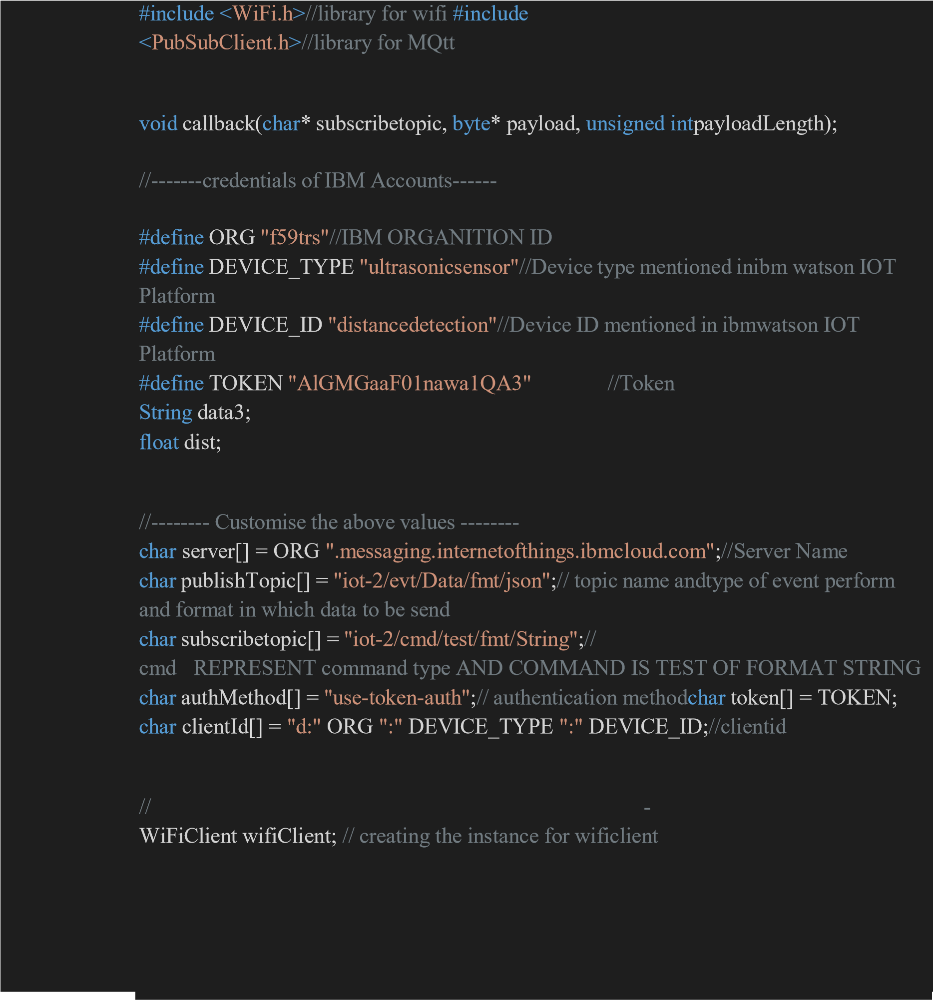 #include <WiFi.h>//library for wifi #include
<PubSubClient.h>//library for MQtt
void callback(char* subscribetopic, byte* payload, unsigned intpayloadLength);
//-------credentials of IBM Accounts------
#define ORG "f59trs"//IBM ORGANITION ID
#define DEVICE_TYPE "ultrasonicsensor"//Device type mentioned inibm watson IOT
Platform
#define DEVICE_ID "distancedetection"//Device ID mentioned in ibmwatson IOT
Platform
#define TOKEN "AlGMGaaF01nawa1QA3" //Token
String data3;
float dist;
//-------- Customise the above values --------
char server[] = ORG ".messaging.internetofthings.ibmcloud.com";//Server Name
char publishTopic[] = "iot-2/evt/Data/fmt/json";// topic name andtype of event perform
and format in which data to be send
char subscribetopic[] = "iot-2/cmd/test/fmt/String";//
cmd REPRESENT command type AND COMMAND IS TEST OF FORMAT STRING
char authMethod[] = "use-token-auth";// authentication methodchar token[] = TOKEN;
char clientId[] = "d:" ORG ":" DEVICE_TYPE ":" DEVICE_ID;//clientid
// -
WiFiClient wifiClient; // creating the instance for wificlient